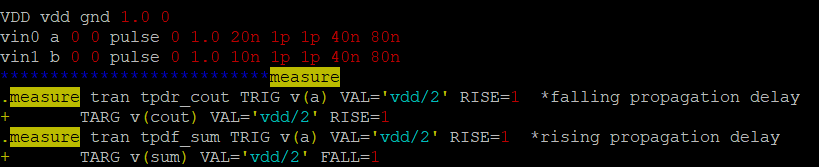 VDD vdd gnd 1.0 0
vin0 a 0 0 pulse 0 1.0 20n 1p 1p 40n 80n
vin1 b 0 0 pulse 0 1.0 10n 1p 1p 40n 80n
***************************measure
.measure tran tpdr_cout TRIG v(a) VAL='vdd/2' RISE=1  *falling propagation delay
+       TARG v(cout) VAL='vdd/2' RISE=1
.measure tran tpdf_sum TRIG v(a) VAL='vdd/2' RISE=1  *rising propagation delay
+       TARG v(sum) VAL='vdd/2' FALL=1